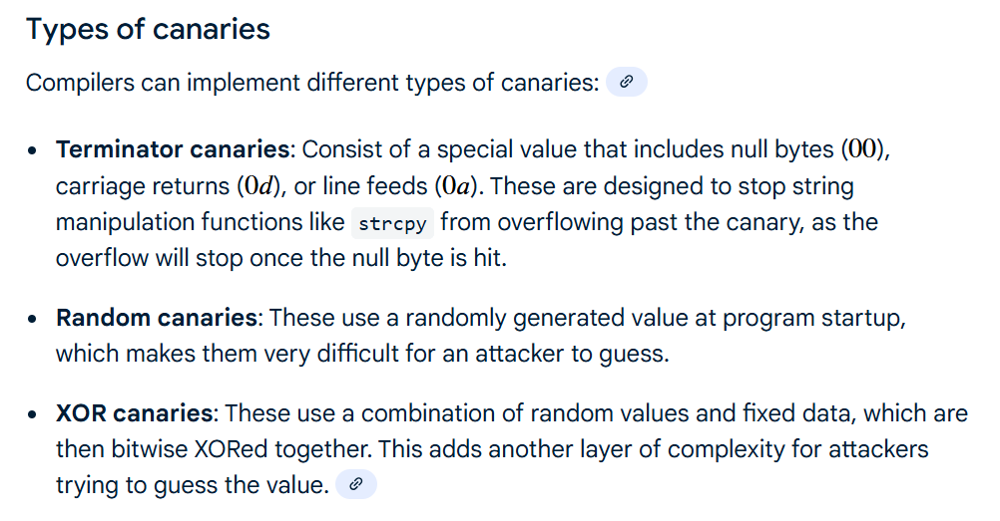 Types of canaries
Compilers can implement different types of canaries:
• Terminator canaries: Consist of a special value that includes null bytes (00),
carriage returns (0d), or line feeds (0a). These are designed to stop string
manipulation functions like strcpy from overflowing past the canary, as the
overflow will stop once the null byte is hit.
• Random canaries: These use a randomly generated value at program startup,
which makes them very difficult for an attacker to guess.
• XOR canaries: These use a combination of random values and fixed data, which are
then bitwise XORed together. This adds another layer of complexity for attackers
trying to guess the value.